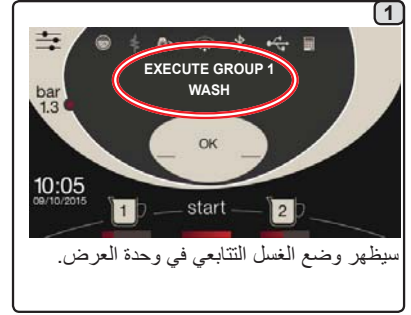 1
EXECUTE GROUP 1
WASH
bar
1.3
OK
10:05
09/10/2015
1
start
2
سيظهر وضع الغسل التتابعي في وحدة العرض.